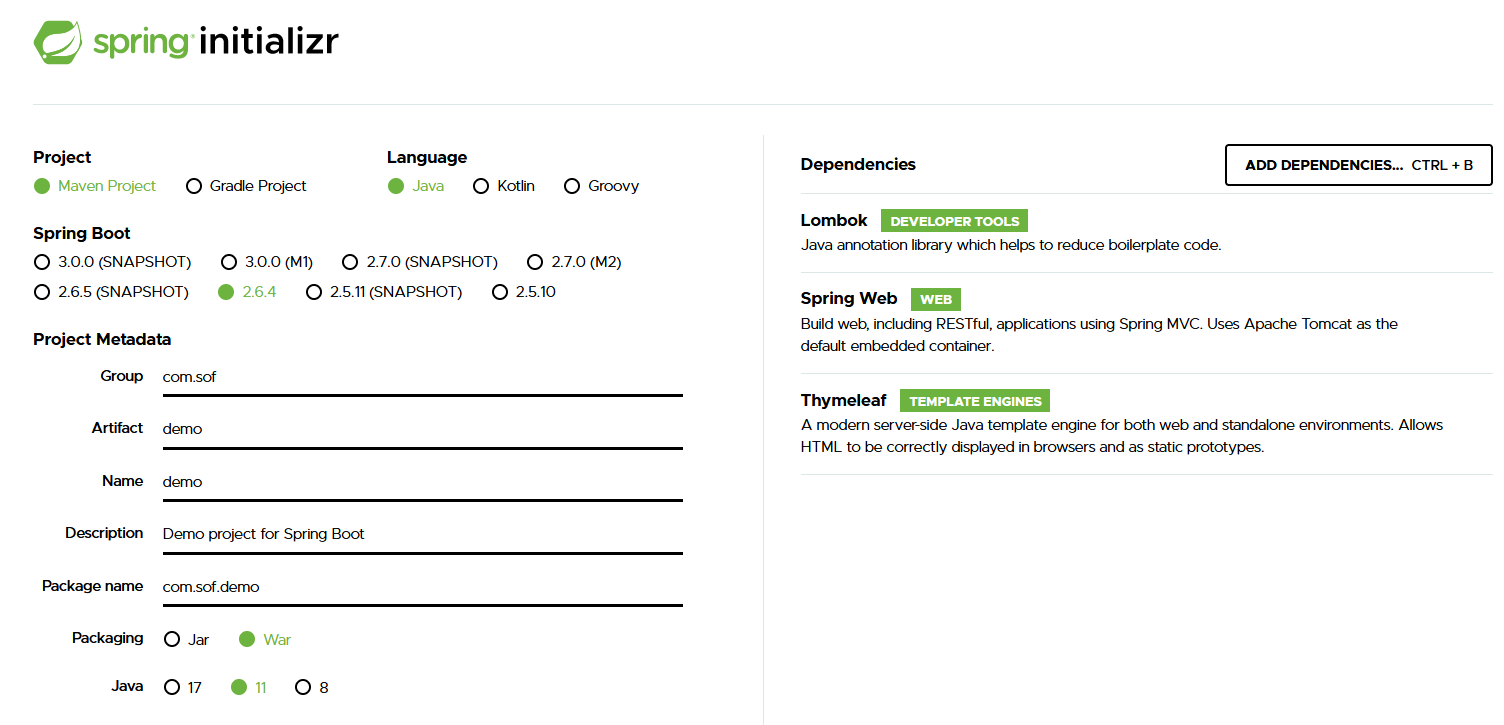 spring initializr
Project
Maven Project Gradle Project
Language
Java Kotlin Groovy
Spring Boot
3.0.0 (SNAPSHOT) 3.0.0 (M1) 2.7.0 (SNAPSHOT) 2.7.0 (M2)
2.6.5 (SNAPSHOT) 2.6.4 2.5.11 (SNAPSHOT) 2.5.10
Project Metadata
Group com.sof
Artifact demo
Name demo
Description Demo project for Spring Boot
Package name com.sof.demo
Packaging Jar War
Java 17 11 8
Dependencies ADD DEPENDENCIES... CTRL + B
Lombok DEVELOPER TOOLS
Java annotation library which helps to reduce boilerplate code.
Spring Web WEB
Build web, including RESTful, applications using Spring MVC. Uses Apache Tomcat as the
default embedded container.
Thymeleaf TEMPLATE ENGINES
A modern server-side Java template engine for both web and standalone environments. Allows
HTML to be correctly displayed in browsers and as static prototypes.